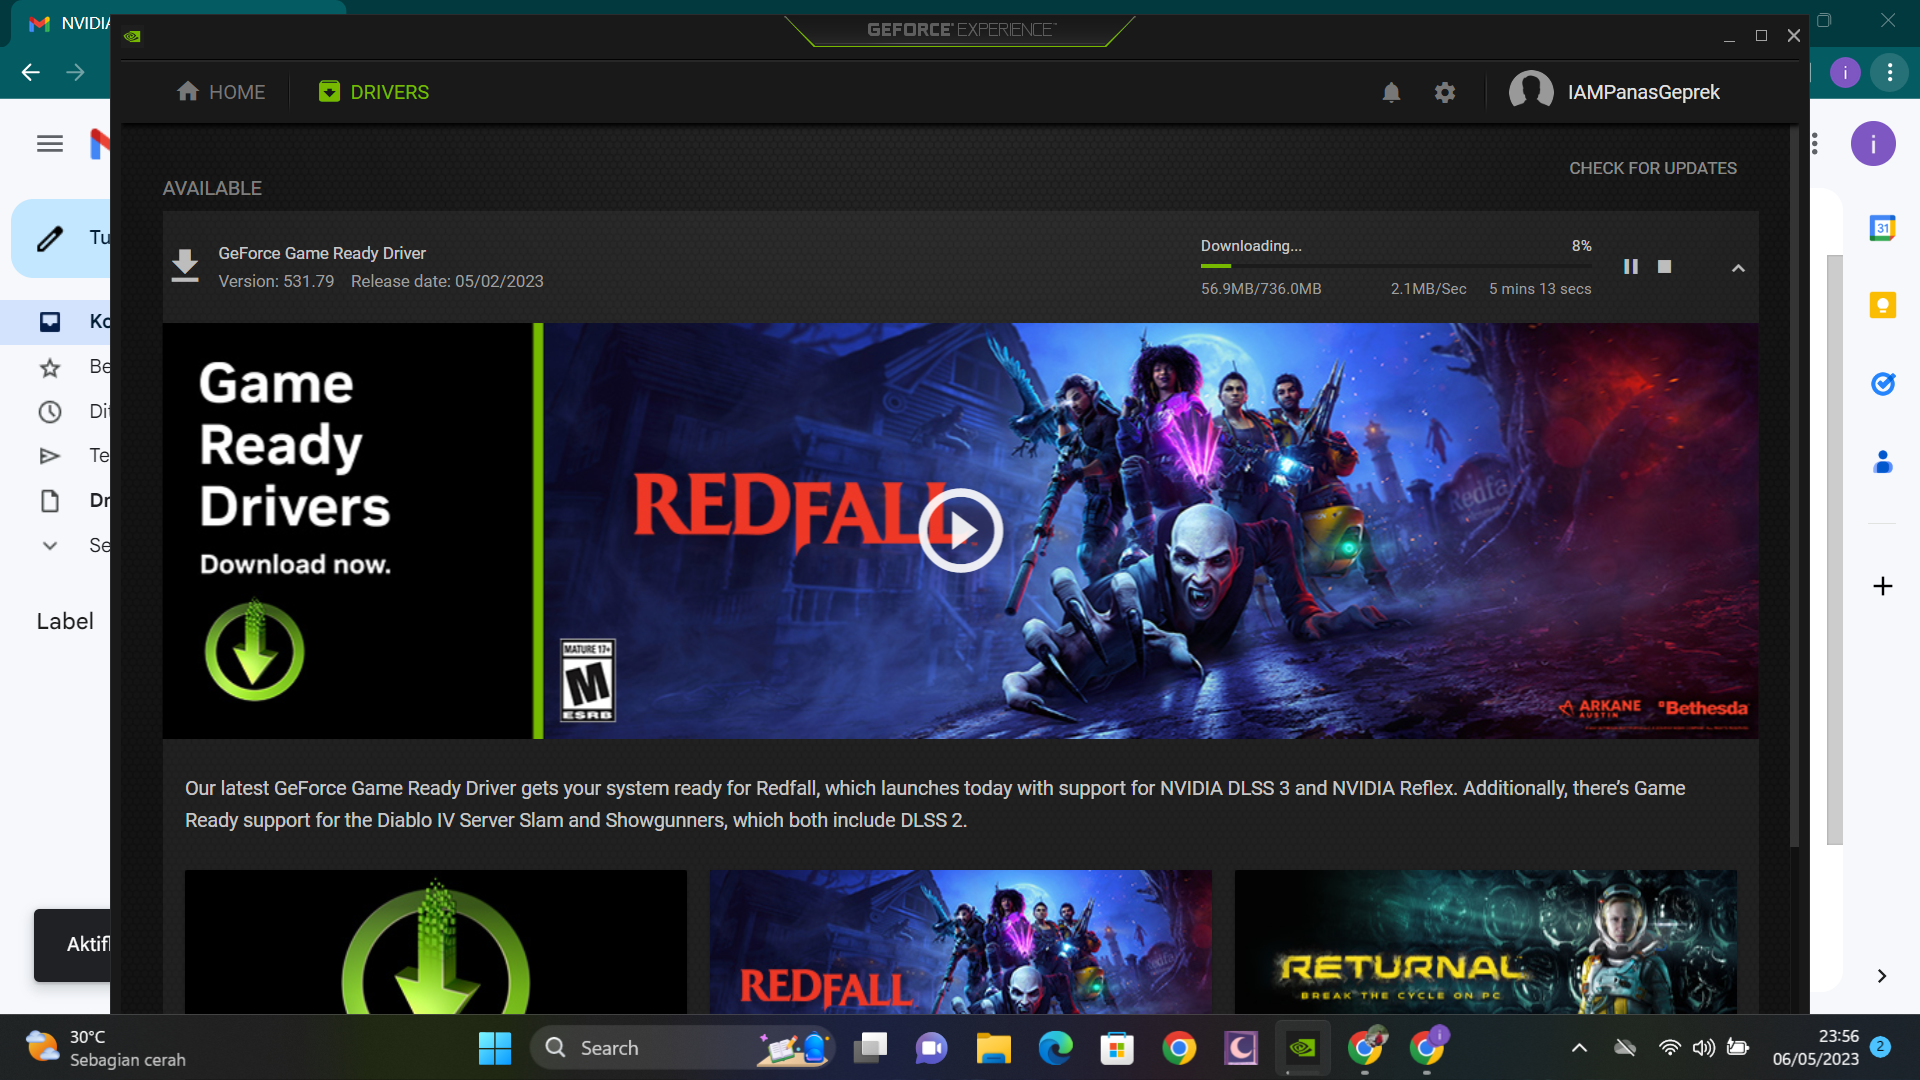 NVIDIA
GEFORCE EXPERIENCE
HOME
DRIVERS
IAMPanasGeprek
i
i
CHECK FOR UPDATES
AVAILABLE
GeForce Game Ready Driver
Version: 531.79 Release date: 05/02/2023
Downloading...
8%
56.9MB/736.0MB
2.1MB/Sec
5 mins 13 secs
Tu
Ko
Be
Di
Te
Dr
Se
Label
Aktif
31
Game
Ready
Drivers
Download now.
REDFALL
MATURE 17+
M
ESRB
Redfall
ARKANE
AUSTIN
Bethesda
Our latest GeForce Game Ready Driver gets your system ready for Redfall, which launches today with support for NVIDIA DLSS 3 and NVIDIA Reflex. Additionally, there’s Game
Ready support for the Diablo IV Server Slam and Showgunners, which both include DLSS 2.
REDFALL
RETURNAL
BREAK THE CYCLE ON PC
30°C
Sebagian cerah
Search
i
23:56
06/05/2023
2